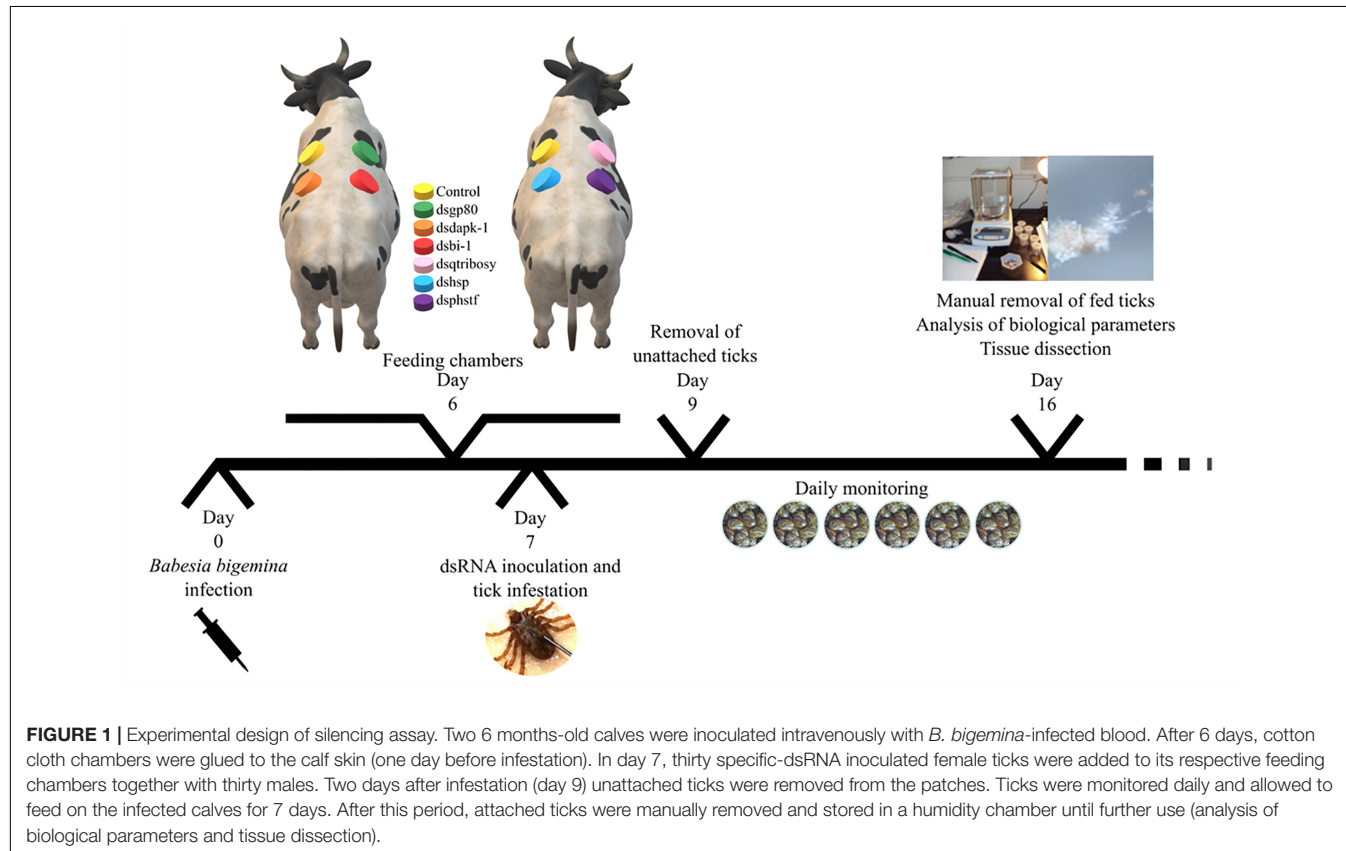 Control
dsgp80
dsdapk-1
dsbi-1
dsqtribosy
dshsp
dsphstf
Feeding chambers
Day
6
Removal of
unattached ticks
Day
9
Manual removal of fed ticks
Analysis of biological parameters
Tissue dissection
Day
16
Day
0
Babesia bigemina
infection
Day
7
dsRNA inoculation and
tick infestation
Daily monitoring
FIGURE 1 | Experimental design of silencing assay. Two 6 months-old calves were inoculated intravenously with B. bigemina-infected blood. After 6 days, cotton
cloth chambers were glued to the calf skin (one day before infestation). In day 7, thirty specific-dsRNA inoculated female ticks were added to its respective feeding
chambers together with thirty males. Two days after infestation (day 9) unattached ticks were removed from the patches. Ticks were monitored daily and allowed to
feed on the infected calves for 7 days. After this period, attached ticks were manually removed and stored in a humidity chamber until further use (analysis of
biological parameters and tissue dissection).